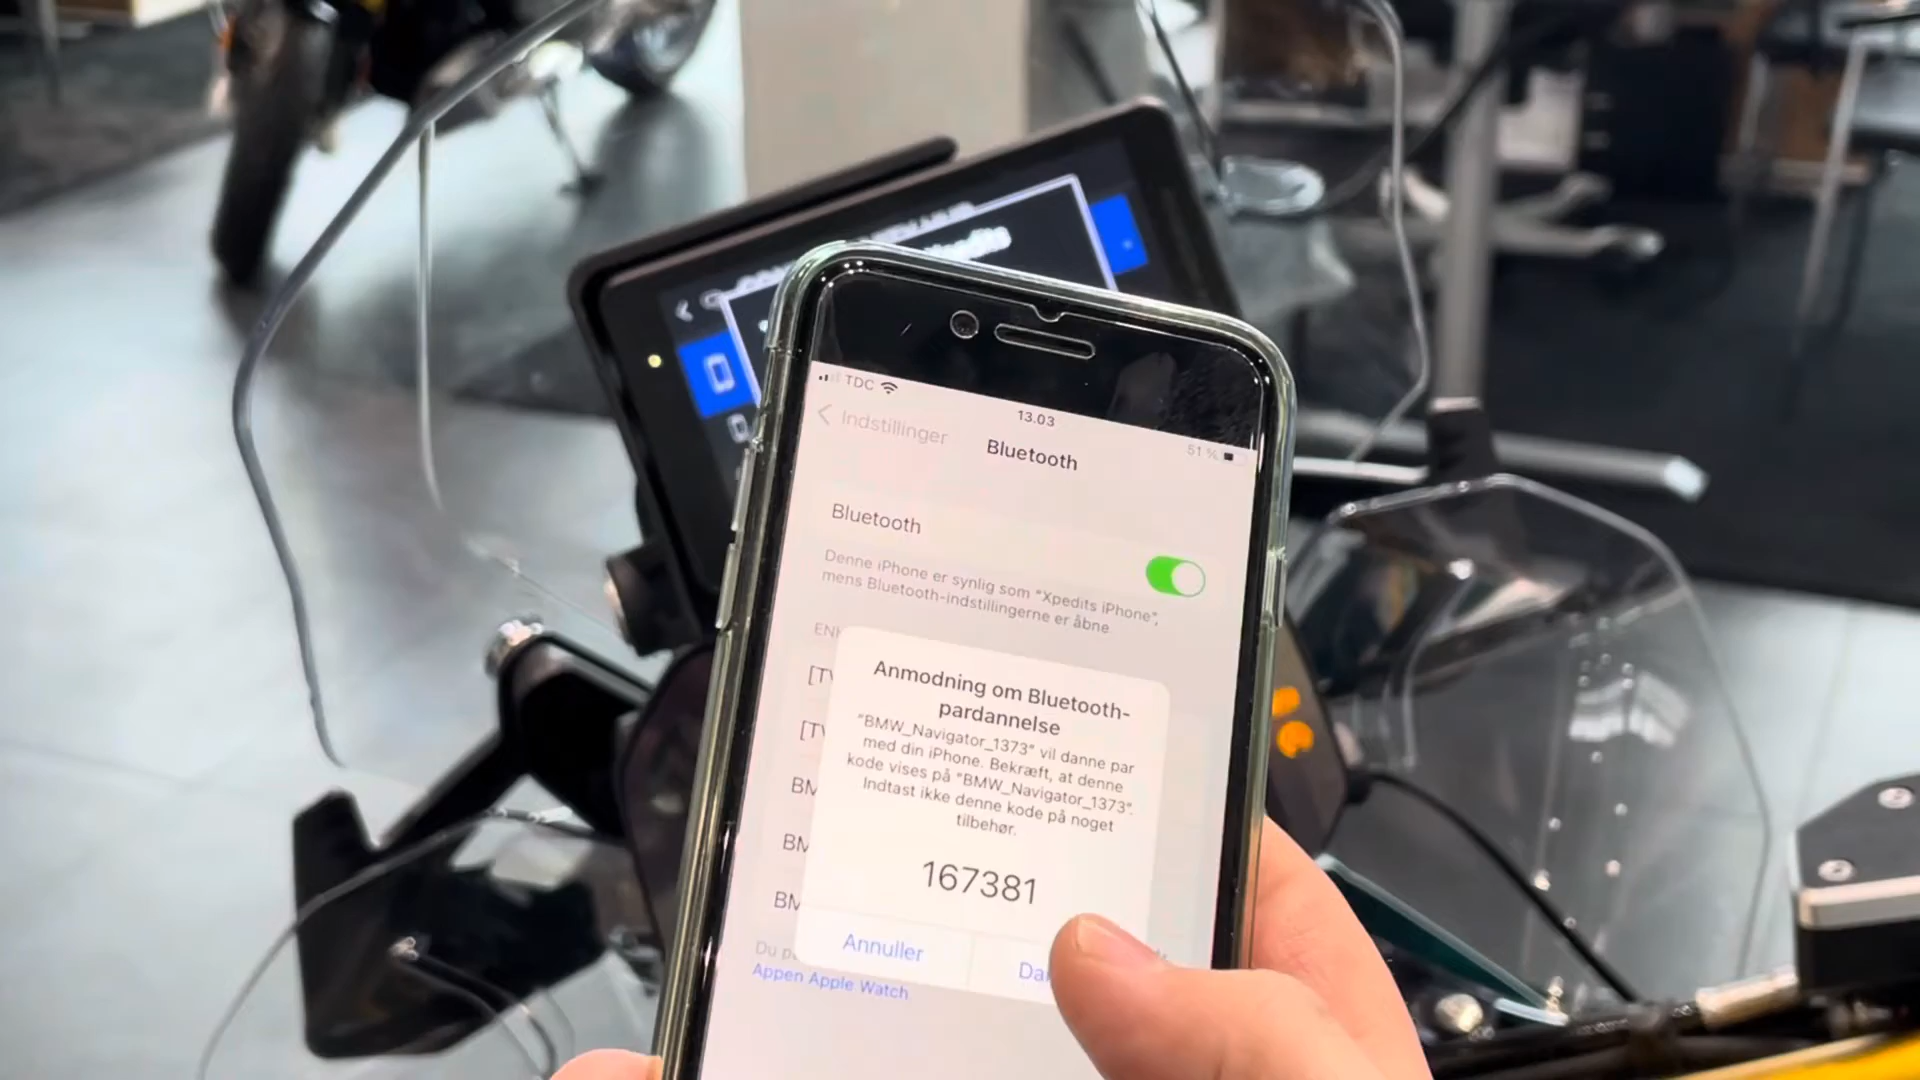 TDC
13.03
51 %
Indstillinger
Bluetooth
Bluetooth
Denne iPhone er synlig som "Xpedits iPhone",
mens Bluetooth-indstillingerne er åbne.
Anmodning om Bluetooth-
pardannelse
"BMW_Navigator_1373" vil danne par
med din iPhone. Bekræft, at denne
kode vises på "BMW_Navigator_1373".
Indtast ikke denne kode på noget
tilbehør.
167381
Annuller
Du
Appen Apple Watch